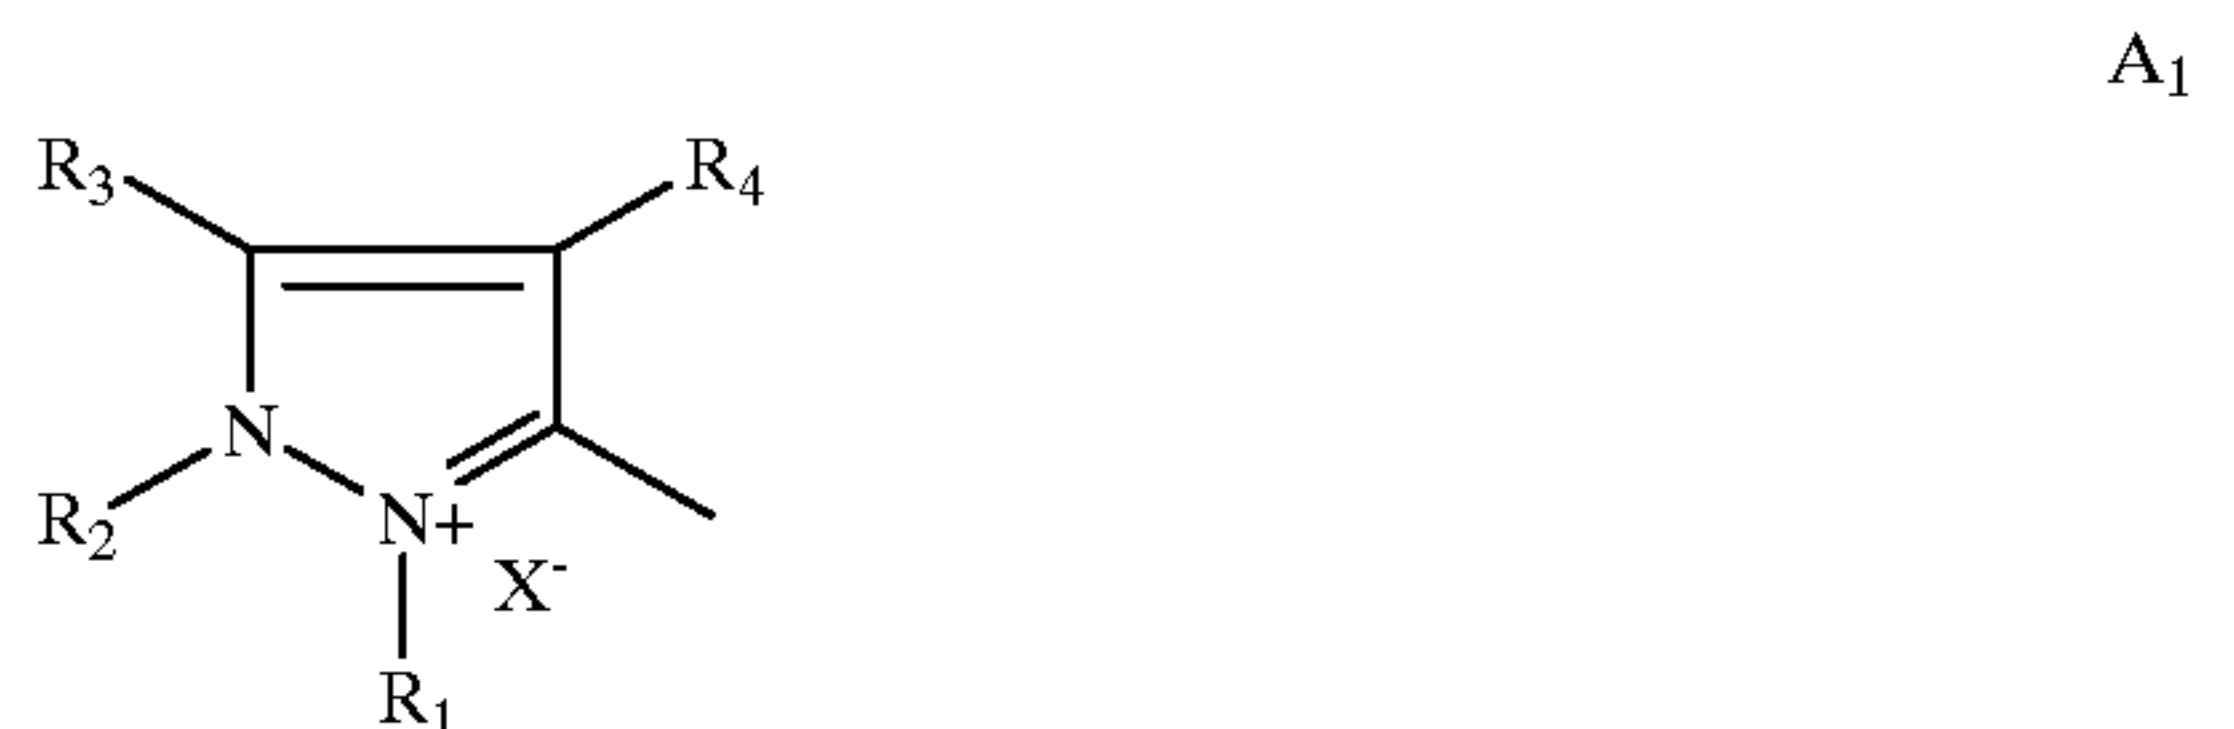 A₁
R₃
R₄
N
R₂
N+
X⁻
R₁